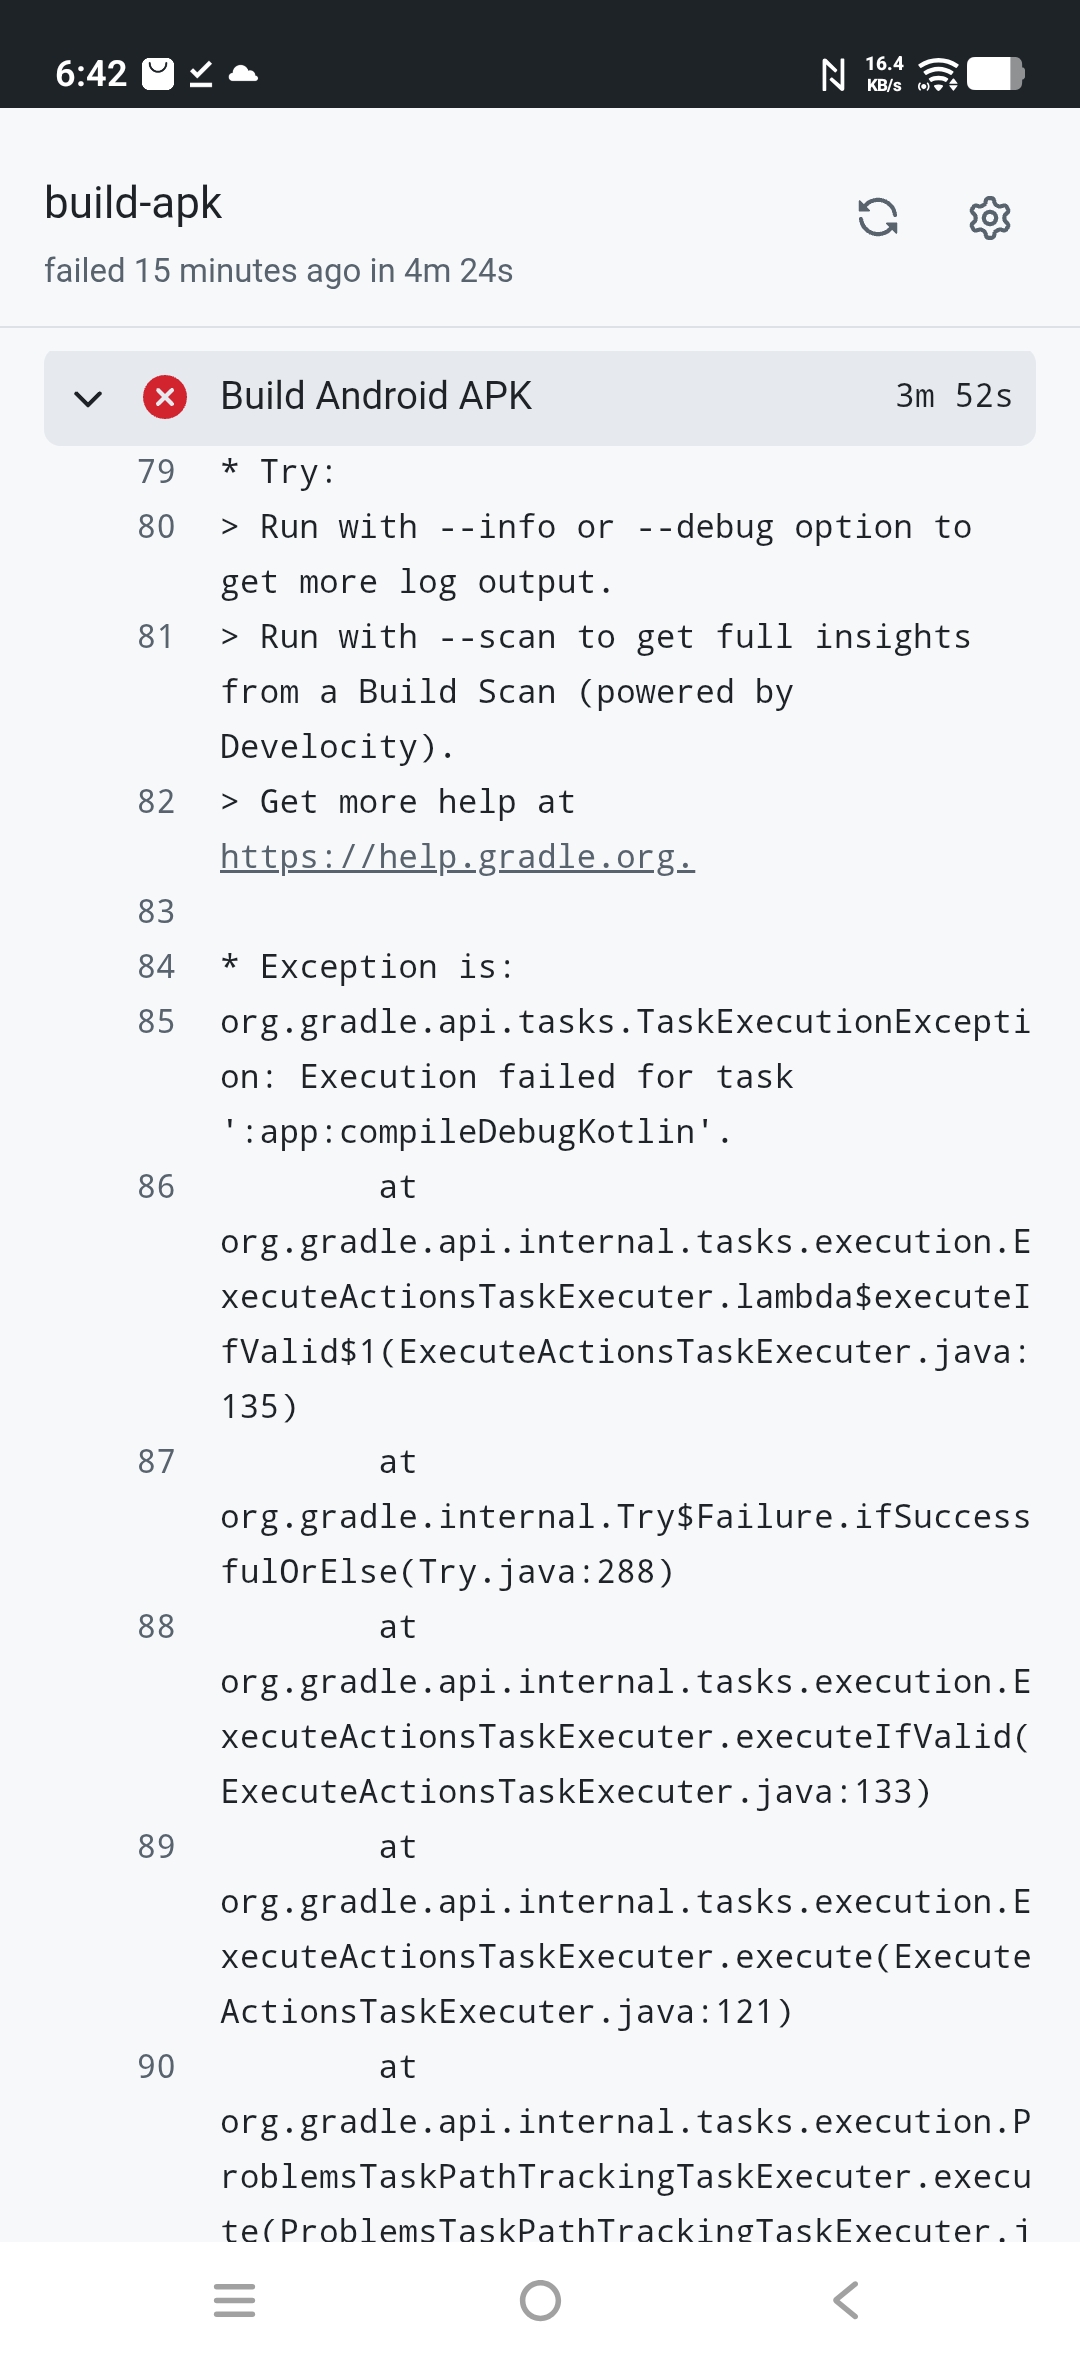 6:42
16.4
KB/s
build-apk
failed 15 minutes ago in 4m 24s
Build Android APK 3m 52s
79 * Try:
80 > Run with --info or --debug option to
get more log output.
81 > Run with --scan to get full insights
from a Build Scan (powered by
Develocity).
82 > Get more help at
https://help.gradle.org.
83
84 * Exception is:
85 org.gradle.api.tasks.TaskExecutionExcepti
on: Execution failed for task
':app:compileDebugKotlin'.
86 at
org.gradle.api.internal.tasks.execution.E
xecuteActionsTaskExecuter.lambda$executeI
fValid$1(ExecuteActionsTaskExecuter.java:
135)
87 at
org.gradle.internal.Try$Failure.ifSuccess
fulOrElse(Try.java:288)
88 at
org.gradle.api.internal.tasks.execution.E
xecuteActionsTaskExecuter.executeIfValid(
ExecuteActionsTaskExecuter.java:133)
89 at
org.gradle.api.internal.tasks.execution.E
xecuteActionsTaskExecuter.execute(Execute
ActionsTaskExecuter.java:121)
90 at
org.gradle.api.internal.tasks.execution.P
roblemsTaskPathTrackingTaskExecuter.execu
te(ProblemsTaskPathTrackingTaskExecuter.j